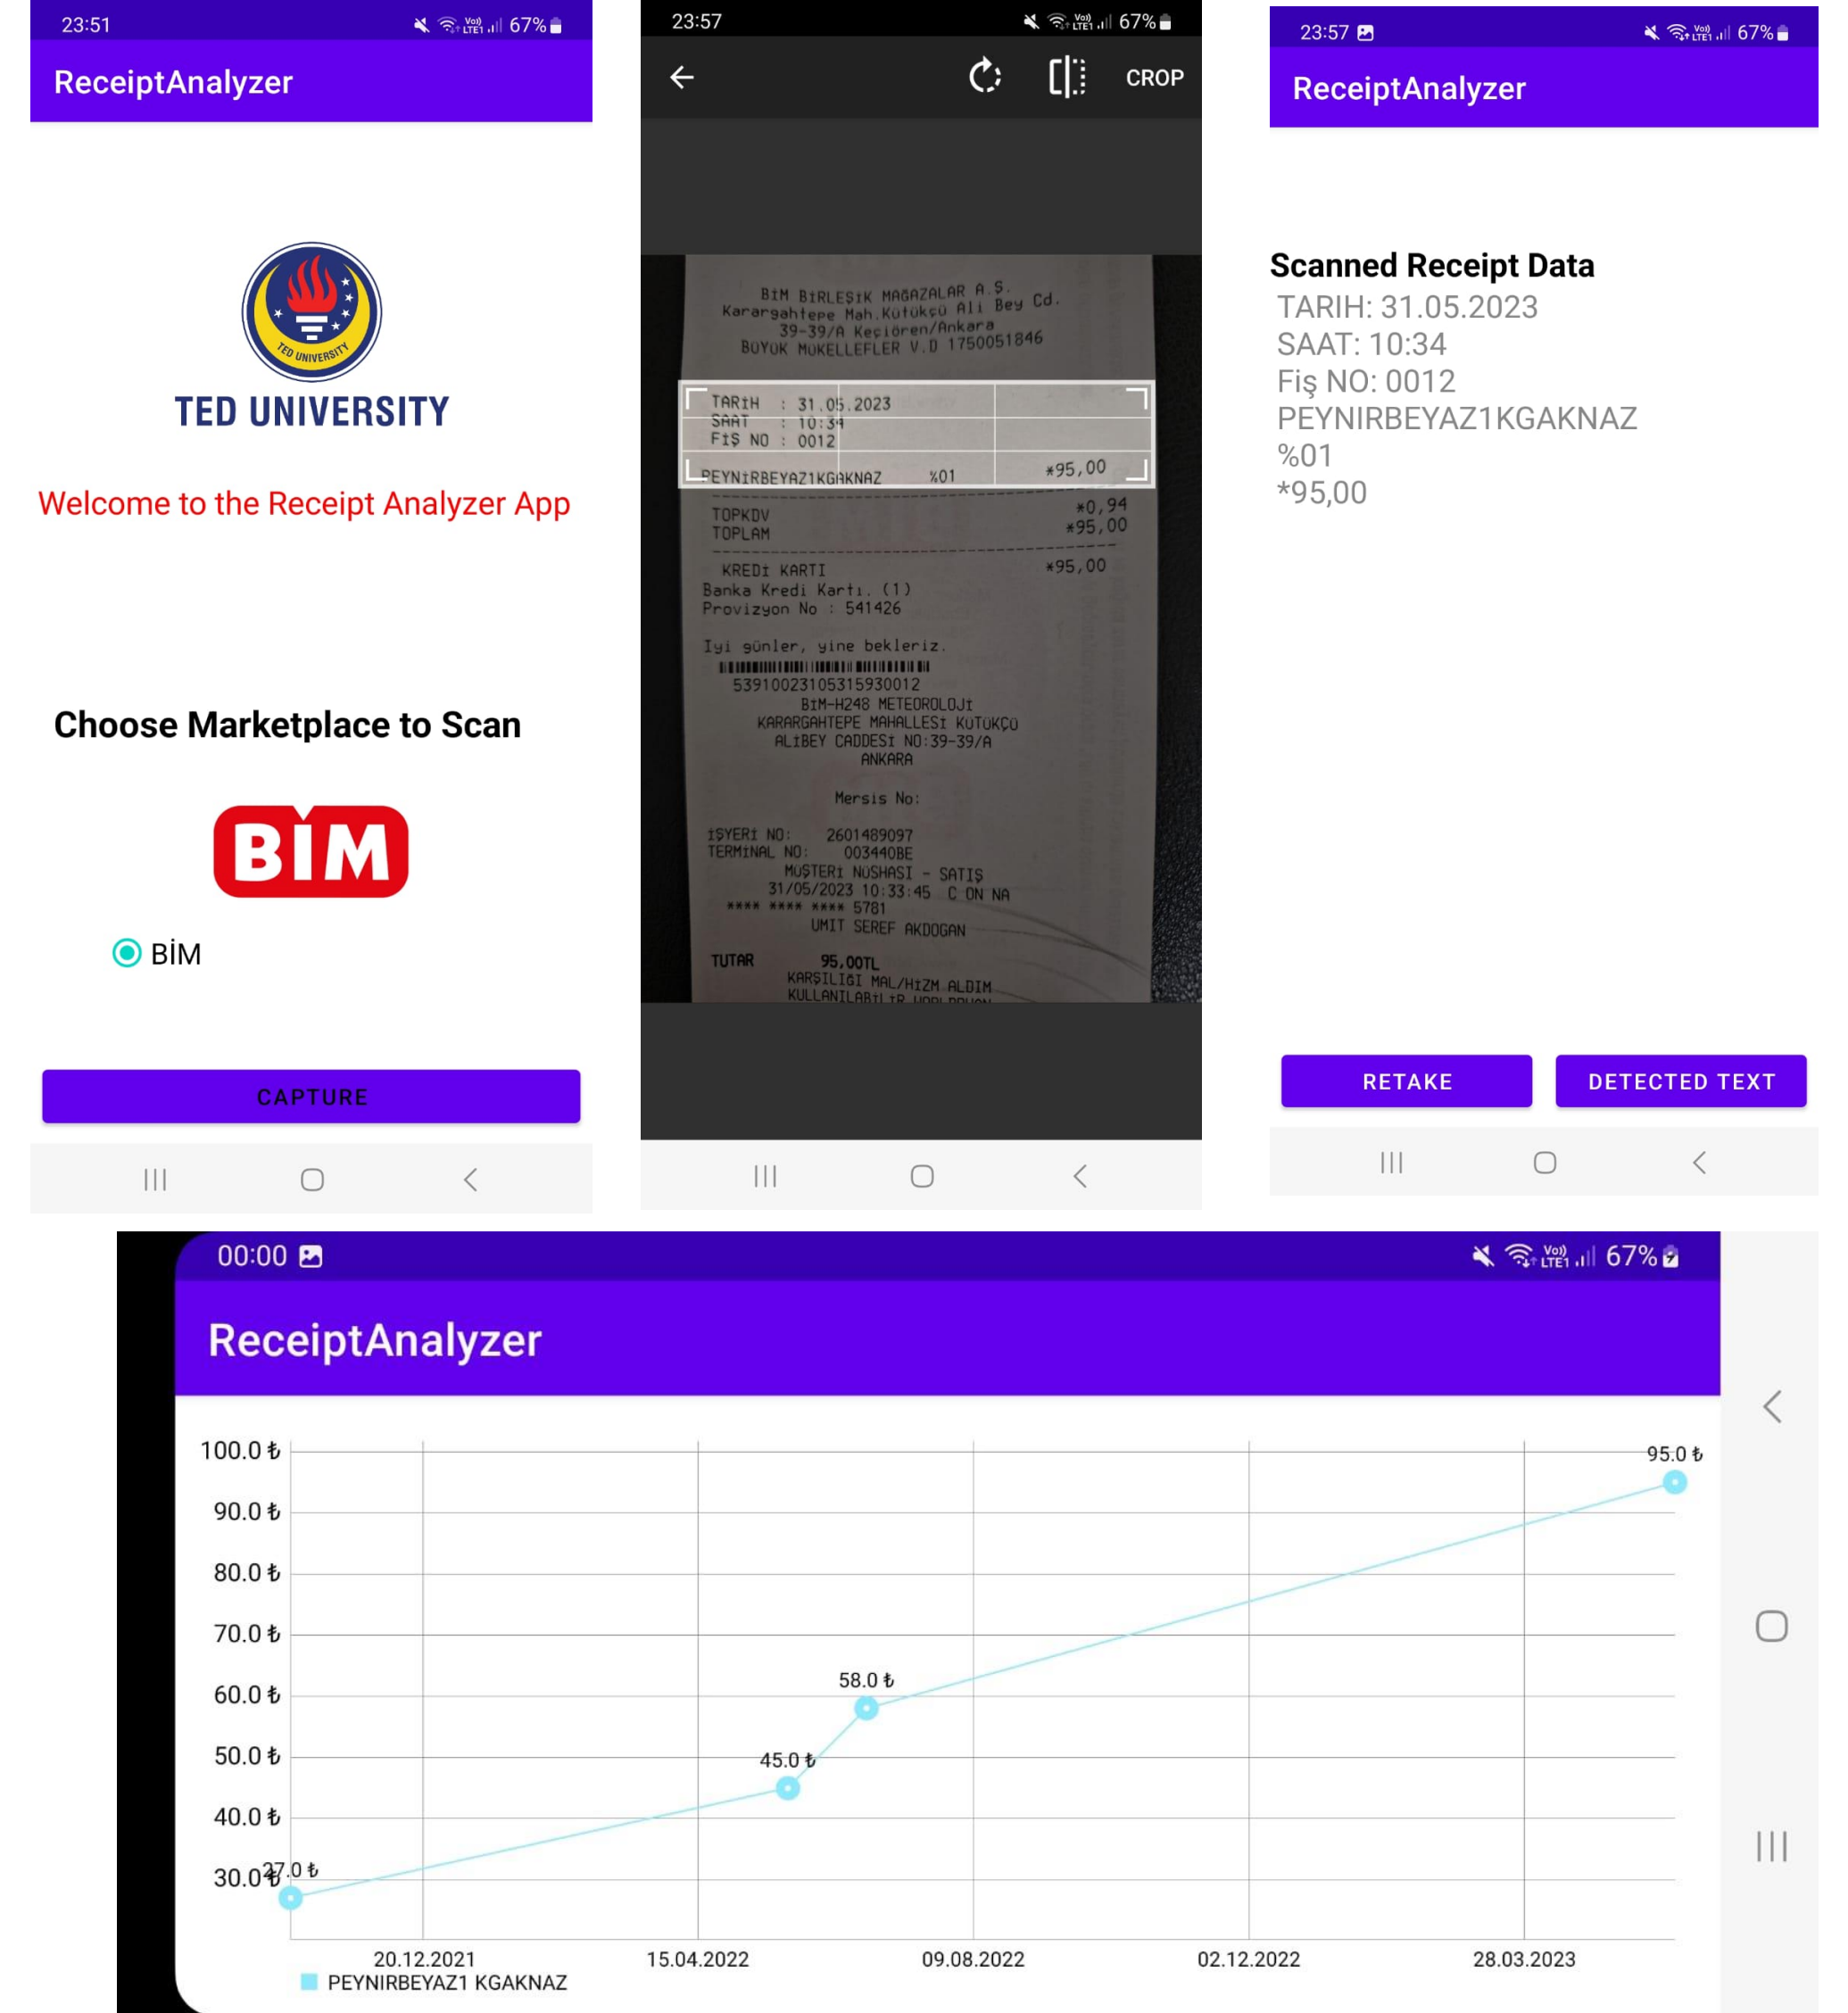 23:51
Vo)) LTE1 67%
ReceiptAnalyzer
TED UNIVERSITY
TED UNIVERSITY
Welcome to the Receipt Analyzer App
Choose Marketplace to Scan
BİM
BİM
CAPTURE
23:57
Vo)) LTE1 67%
CROP
BİM BİRLEŞİK MAĞAZALAR A.Ş.
Karargahtepe Mah.Kütükçü Ali Bey Cd.
39-39/A Keçiören/Ankara
BÜYÜK MÜKELLEFLER V.D 1750051846
TARİH : 31.05.2023
SAAT : 10:34
FİŞ NO : 0012
PEYNİRBEYAZ1KGAKNAZ %01 *95,00
TOPKDV *0,94
TOPLAM *95,00
KREDİ KARTI *95,00
Banka Kredi Kartı. (1)
Provizyon No : 541426
Iyi günler, yine bekleriz.
53910023105315930012
BİM-H248 METEOROLOJİ
KARARGAHTEPE MAHALLESİ KÜTÜKÇÜ
ALİBEY CADDESİ NO:39-39/A
ANKARA
Mersis No:
İŞYERİ NO: 2601489097
TERMİNAL NO: 003440BE
MÜŞTERİ NÜSHASI - SATIŞ
31/05/2023 10:33:45 C ON NA
**** **** **** 5781
UMIT SEREF AKDOGAN
TUTAR 95,00TL
KARŞILIĞI MAL/HİZM ALDIM
23:57
Vo)) LTE1 67%
ReceiptAnalyzer
Scanned Receipt Data
TARIH: 31.05.2023
SAAT: 10:34
Fiş NO: 0012
PEYNIRBEYAZ1KGAKNAZ
%01
*95,00
RETAKE
DETECTED TEXT
00:00
Vo)) LTE1 67%
ReceiptAnalyzer
100.0 ₺
95.0 ₺
90.0 ₺
80.0 ₺
70.0 ₺
60.0 ₺
58.0 ₺
50.0 ₺
45.0 ₺
40.0 ₺
30.0 ₺
27.0 ₺
20.12.2021 15.04.2022 09.08.2022 02.12.2022 28.03.2023
PEYNIRBEYAZ1 KGAKNAZ